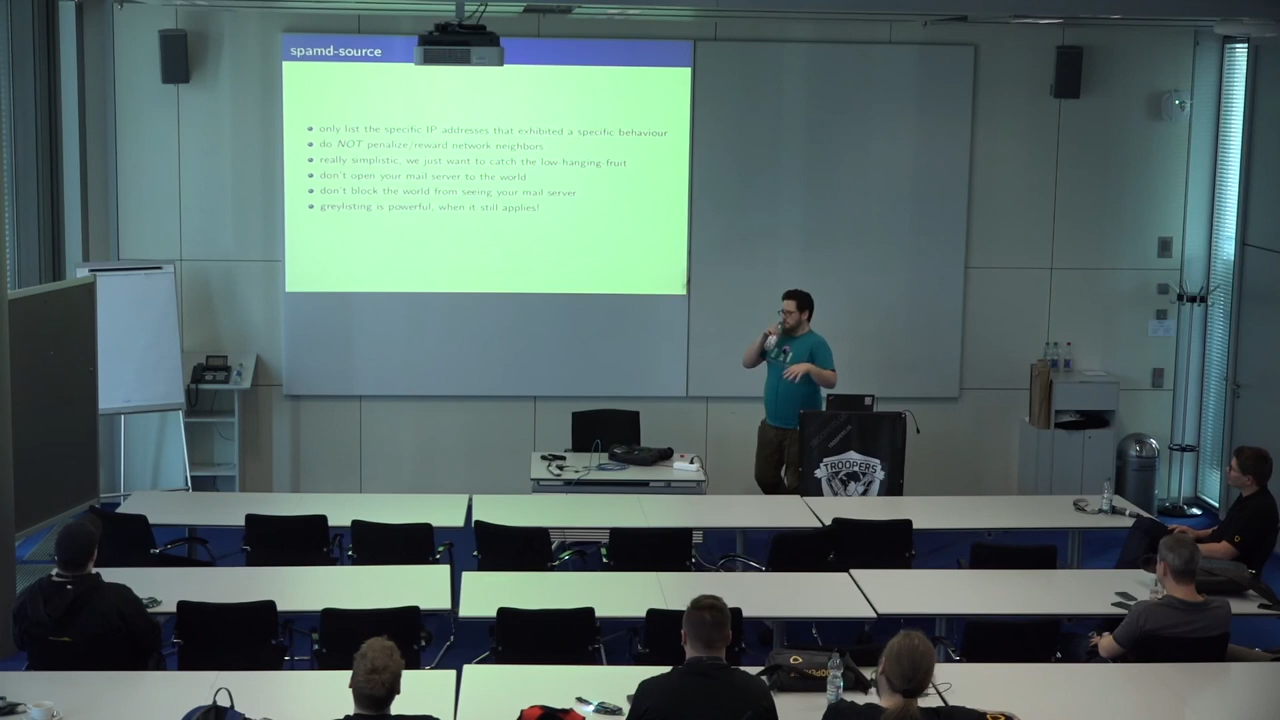 spamd-source
only list the specific IP addresses that exhibited a specific behaviour
do NOT penalize/reward network neighbors
really simplistic, we just want to catch the low-hanging-fruit
don't open your mail server to the world
don't block the world from seeing your mail server
greylisting is powerful, when it still applies!
TROOPERS